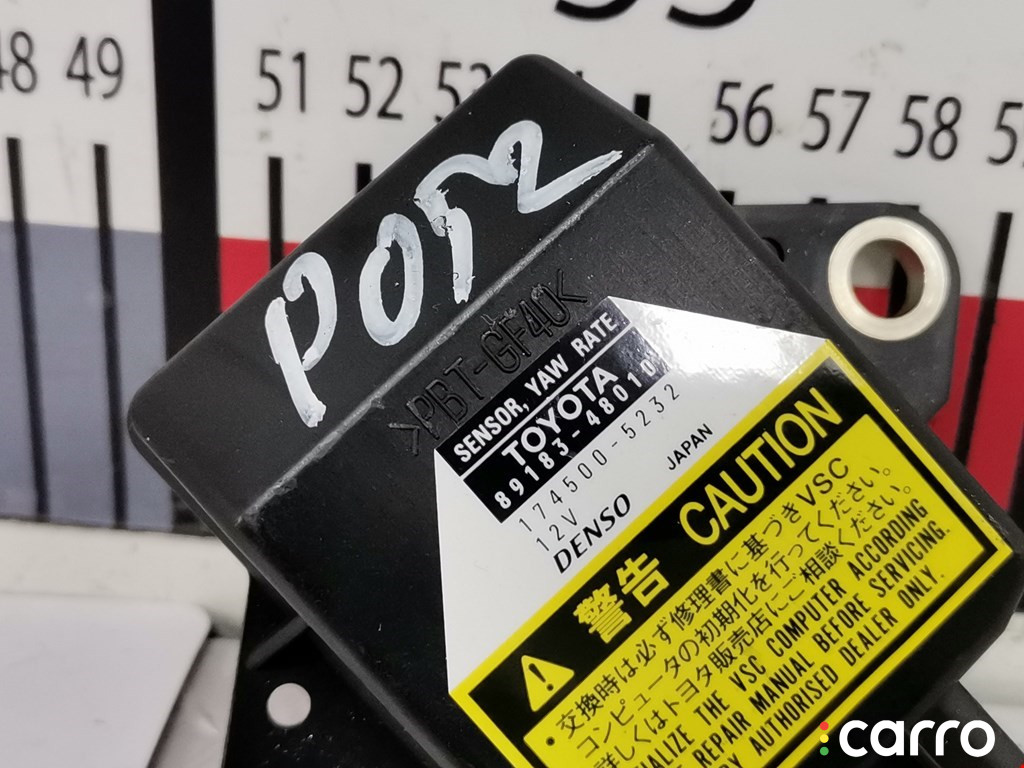 48 49 51 52 53 56 57 58
>PBT-GF40<
SENSOR, YAW RATE
TOYOTA
89183-48010
174500-5232
12V
JAPAN
DENSO
警告 CAUTION
交換時は必ず修理書に基づきVSC
コンピュータの初期化を行ってください。
詳しくはトヨタ販売店にご相談ください。
THE VSC COMPUTER ACCORDING
REPAIR MANUAL BEFORE SERVICING.
AUTHORISED DEALER ONLY.
carro